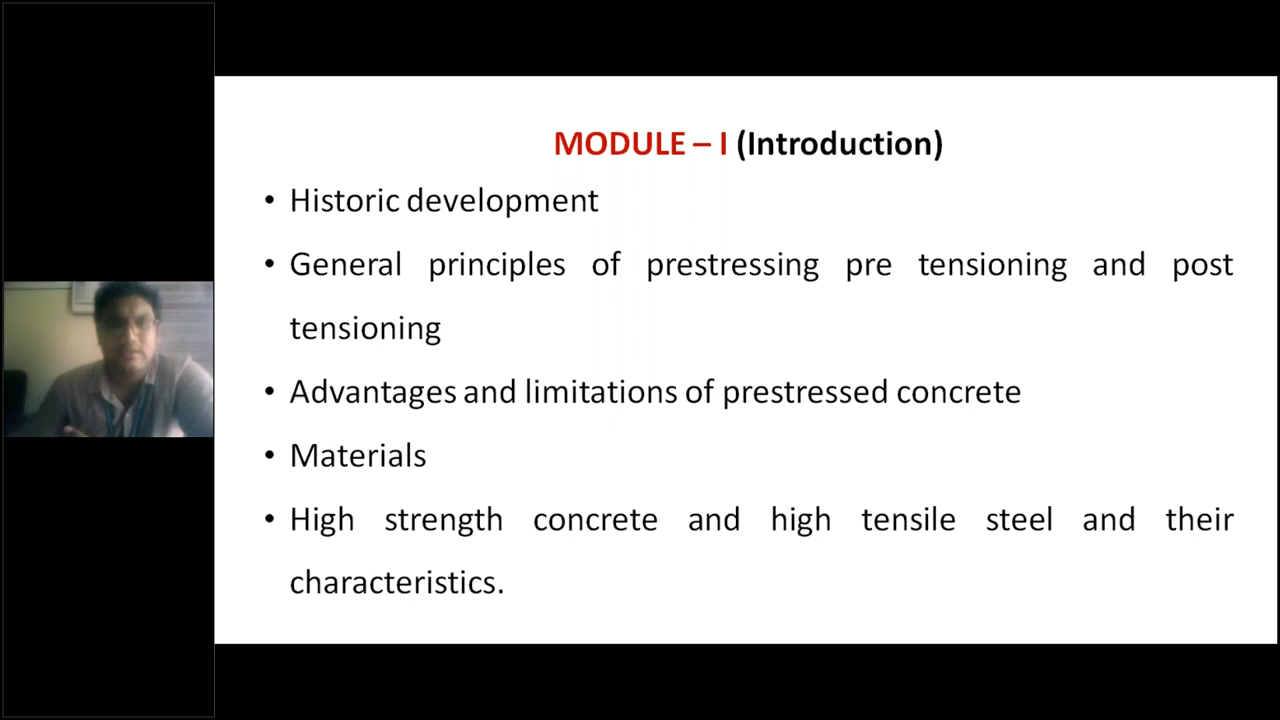 MODULE – I (Introduction)
• Historic development
• General principles of prestressing pre tensioning and post
tensioning
• Advantages and limitations of prestressed concrete
• Materials
• High strength concrete and high tensile steel and their
characteristics.